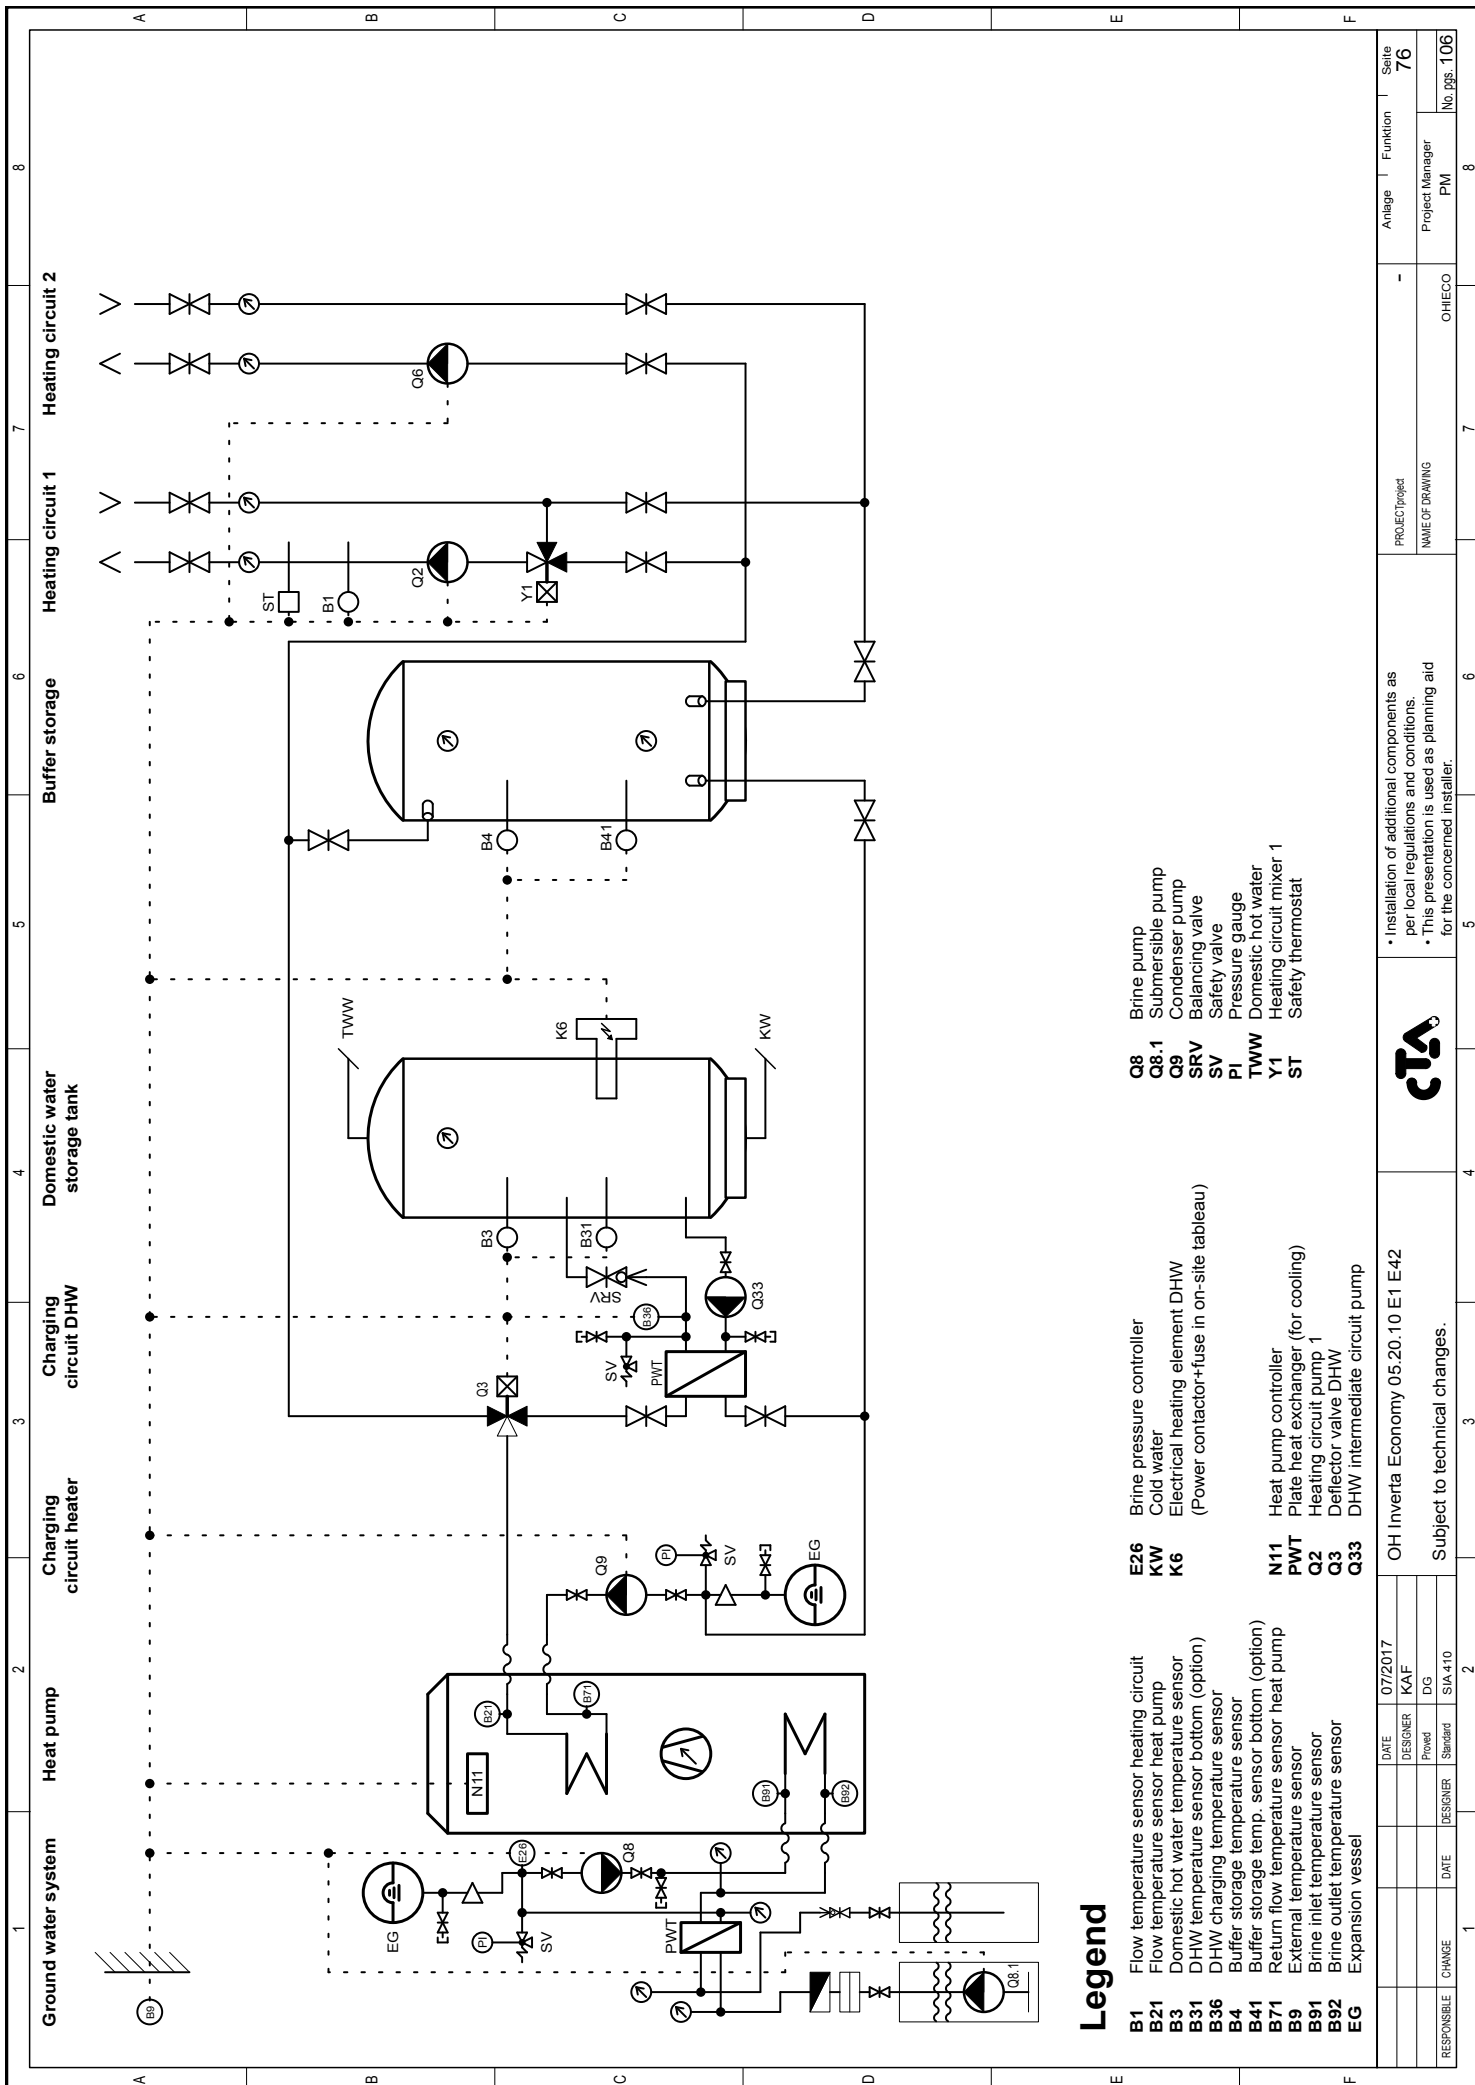 1
2
3
4
5
6
7
8
A
B
C
D
E
F
Ground water system
Heat pump
Charging
circuit heater
Charging
circuit DHW
Domestic water
storage tank
Buffer storage
Heating circuit 1
Heating circuit 2
B9
EG
PI
SV
E26
Q8
PWT
Q8.1
N11
B21
B71
B91
B92
Q9
PI
SV
EG
Q3
SV
PWT
B36
SRV
Q33
B3
B31
TWW
K6
KW
B4
B41
ST
B1
Q2
Y1
Q6
Legend
B1 Flow temperature sensor heating circuit
B21 Flow temperature sensor heat pump
B3 Domestic hot water temperature sensor
B31 DHW temperature sensor bottom (option)
B36 DHW charging temperature sensor
B4 Buffer storage temperature sensor
B41 Buffer storage temp. sensor bottom (option)
B71 Return flow temperature sensor heat pump
B9 External temperature sensor
B91 Brine inlet temperature sensor
B92 Brine outlet temperature sensor
EG Expansion vessel
E26 Brine pressure controller
KW Cold water
K6 Electrical heating element DHW
(Power contactor+fuse in on-site tableau)
N11 Heat pump controller
PWT Plate heat exchanger (for cooling)
Q2 Heating circuit pump 1
Q3 Deflector valve DHW
Q33 DHW intermediate circuit pump
Q8 Brine pump
Q8.1 Submersible pump
Q9 Condenser pump
SRV Balancing valve
SV Safety valve
PI Pressure gauge
TWW Domestic hot water
Y1 Heating circuit mixer 1
ST Safety thermostat
RESPONSIBLE CHANGE DATE DESIGNER
DATE 07/2017
DESIGNER KAF
Proved DG
Standard SIA 410
OH Inverta Economy 05.20.10 E1 E42
Subject to technical changes.
CTA
• Installation of additional components as
per local regulations and conditions.
• This presentation is used as planning aid
for the concerned installer.
PROJECTproject -
NAME OF DRAWING OHIECO
Anlage Funktion Seite
76
Project Manager
PM
No. pgs. 106
1
2
3
4
5
6
7
8
A
B
C
D
E
F